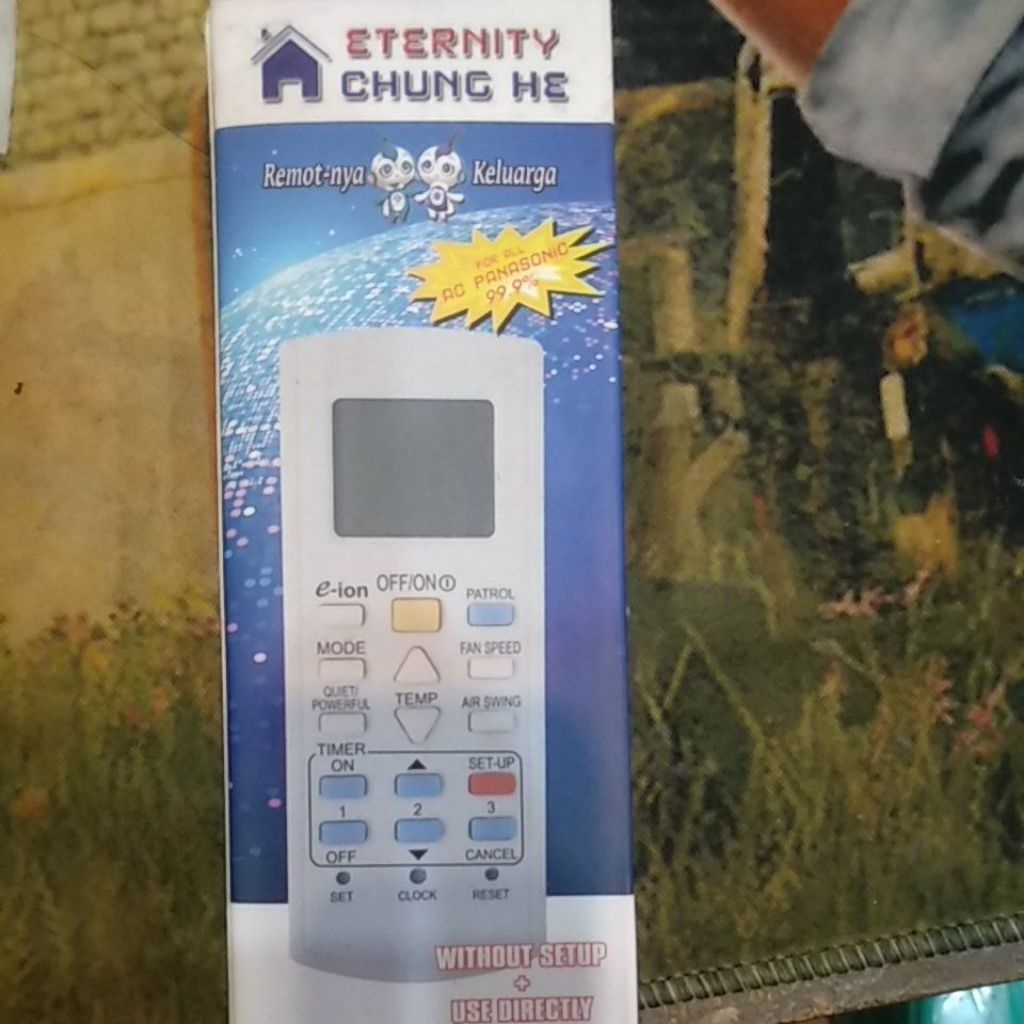 ETERNITY
CHUNG HE
Remot-nya Keluarga
FOR ALL
AC PANASONIC
99.9%
e-ion OFF/ON PATROL
MODE FAN SPEED
QUIET/
POWERFUL TEMP AIR SWING
TIMER
ON SET-UP
1 2 3
OFF CANCEL
SET CLOCK RESET
WITHOUT SETUP
+
USE DIRECTLY